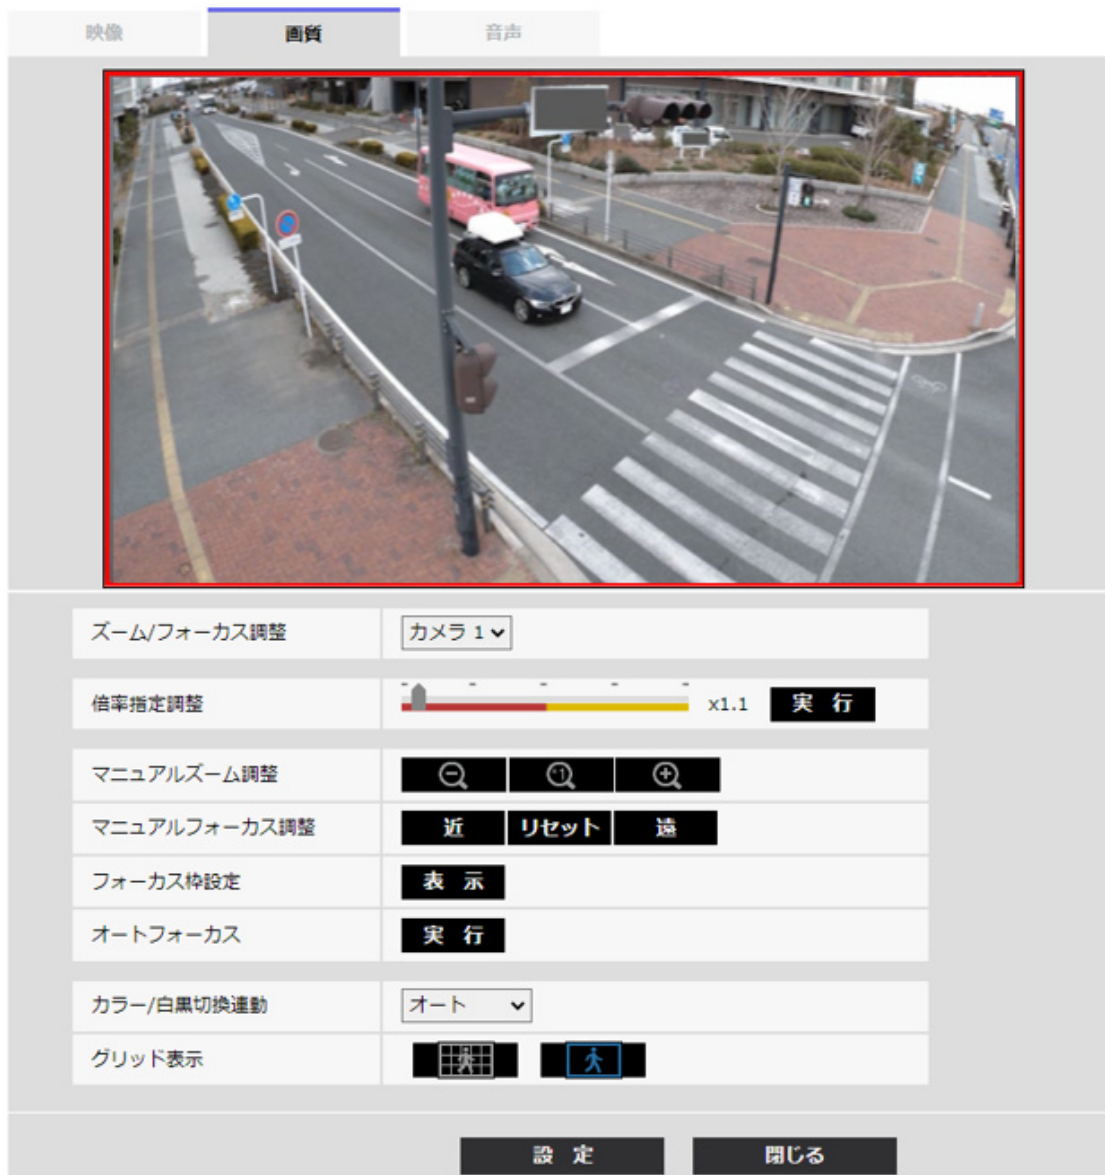 映像 画質 音声
ズーム/フォーカス調整 カメラ 1
倍率指定調整 x1.1 実 行
マニュアルズーム調整 *1
マニュアルフォーカス調整 近 リセット 遠
フォーカス枠設定 表 示
オートフォーカス 実 行
カラー/白黒切換連動 オート
グリッド表示
設 定 閉じる